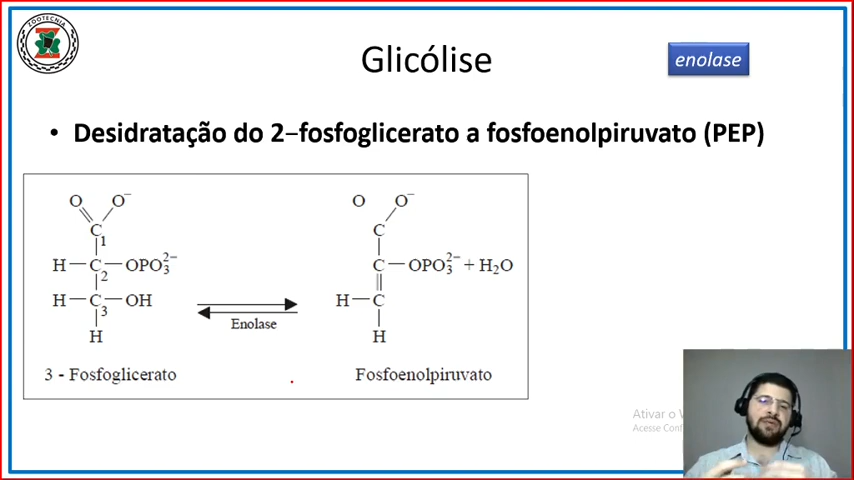 ZOOTECNIA
Glicólise
enolase
• Desidratação do 2−fosfoglicerato a fosfoenolpiruvato (PEP)
O O⁻
C
1
H—C—OPO₃²⁻
2
H—C—OH
3
H
Enolase
3 - Fosfoglicerato
O O⁻
C
C—OPO₃²⁻ + H₂O
H—C
H
Fosfoenolpiruvato
Ativar o
Acesse Conf